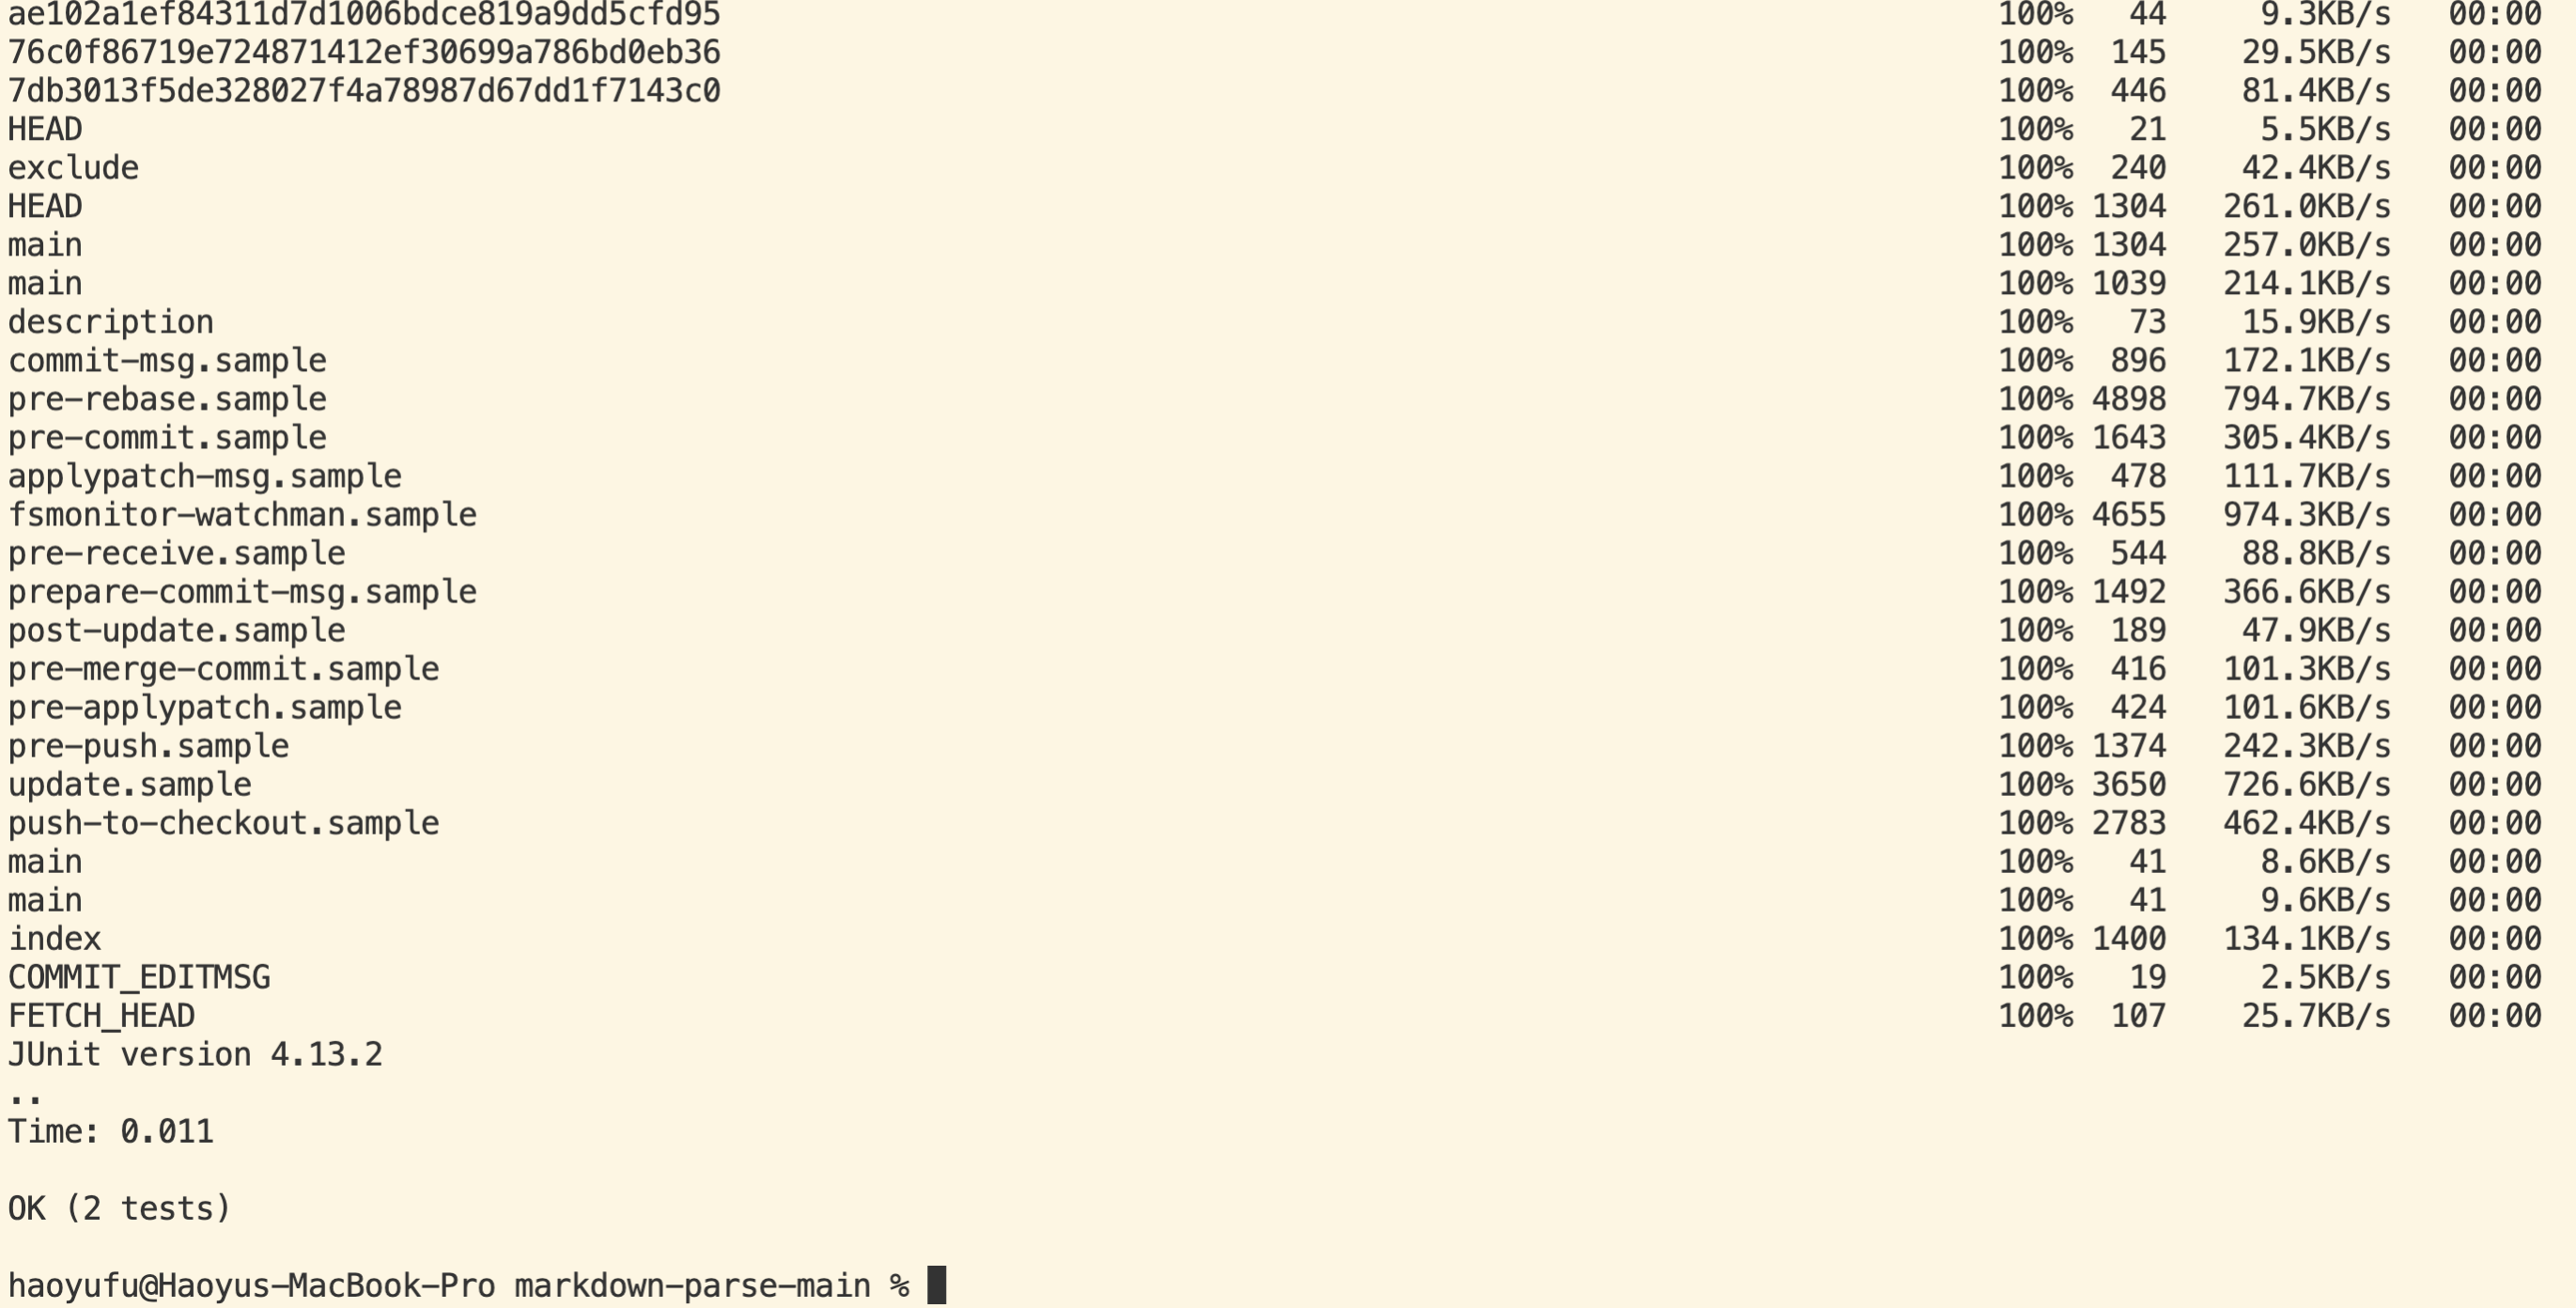 ae102a1ef84311d7d1006bdce819a9dd5cfd95 100% 44 9.3KB/s 00:00
76c0f86719e724871412ef30699a786bd0eb36 100% 145 29.5KB/s 00:00
7db3013f5de328027f4a78987d67dd1f7143c0 100% 446 81.4KB/s 00:00
HEAD 100% 21 5.5KB/s 00:00
exclude 100% 240 42.4KB/s 00:00
HEAD 100% 1304 261.0KB/s 00:00
main 100% 1304 257.0KB/s 00:00
main 100% 1039 214.1KB/s 00:00
description 100% 73 15.9KB/s 00:00
commit-msg.sample 100% 896 172.1KB/s 00:00
pre-rebase.sample 100% 4898 794.7KB/s 00:00
pre-commit.sample 100% 1643 305.4KB/s 00:00
applypatch-msg.sample 100% 478 111.7KB/s 00:00
fsmonitor-watchman.sample 100% 4655 974.3KB/s 00:00
pre-receive.sample 100% 544 88.8KB/s 00:00
prepare-commit-msg.sample 100% 1492 366.6KB/s 00:00
post-update.sample 100% 189 47.9KB/s 00:00
pre-merge-commit.sample 100% 416 101.3KB/s 00:00
pre-applypatch.sample 100% 424 101.6KB/s 00:00
pre-push.sample 100% 1374 242.3KB/s 00:00
update.sample 100% 3650 726.6KB/s 00:00
push-to-checkout.sample 100% 2783 462.4KB/s 00:00
main 100% 41 8.6KB/s 00:00
main 100% 41 9.6KB/s 00:00
index 100% 1400 134.1KB/s 00:00
COMMIT_EDITMSG 100% 19 2.5KB/s 00:00
FETCH_HEAD 100% 107 25.7KB/s 00:00
JUnit version 4.13.2
..
Time: 0.011
OK (2 tests)
haoyufu@Haoyus-MacBook-Pro markdown-parse-main %